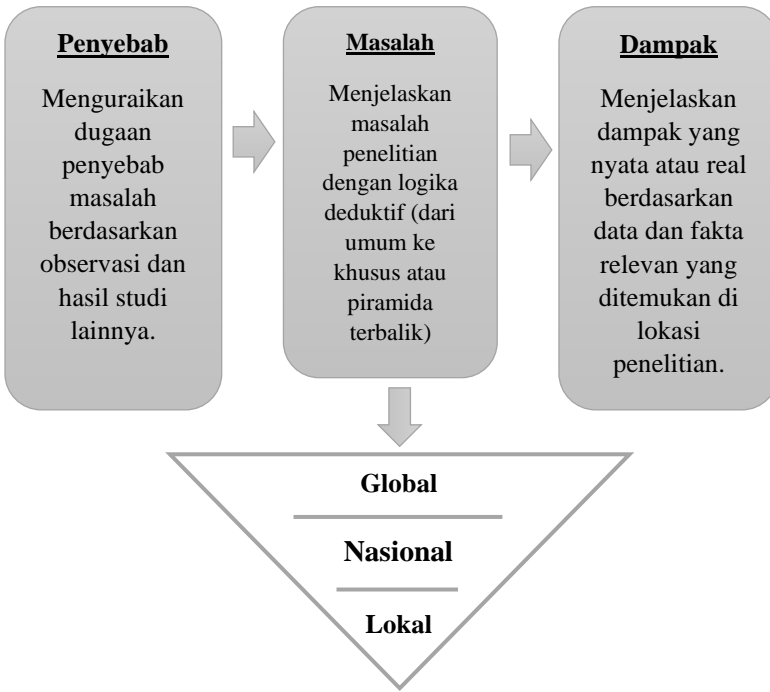 Penyebab
Menguraikan
dugaan
penyebab
masalah
berdasarkan
observasi dan
hasil studi
lainnya.
Masalah
Menjelaskan
masalah
penelitian
dengan logika
deduktif (dari
umum ke
khusus atau
piramida
terbalik)
Dampak
Menjelaskan
dampak yang
nyata atau real
berdasarkan
data dan fakta
relevan yang
ditemukan di
lokasi
penelitian.
Global
Nasional
Lokal